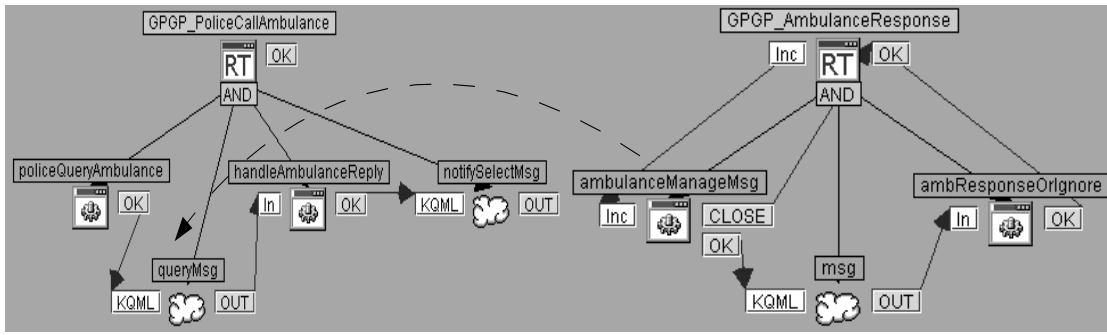 GPGP_PoliceCallAmbulance
RT
OK
AND
policeQueryAmbulance
OK
handleAmbulanceReply
In
OK
notifySelectMsg
KQML
OUT
queryMsg
KQML
OUT
GPGP_AmbulanceResponse
Inc
RT
OK
AND
ambulanceManageMsg
Inc
CLOSE
OK
ambResponseOrIgnore
In
OK
msg
KQML
OUT